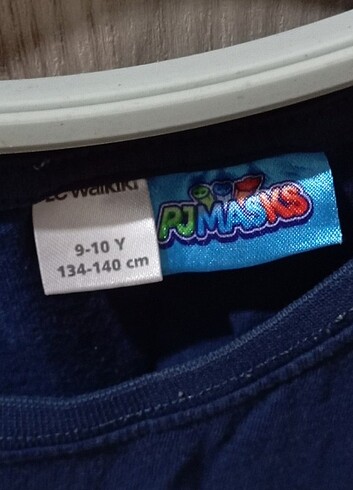 LC WAIKIKI
9-10 Y
134-140 cm
PJMASKS